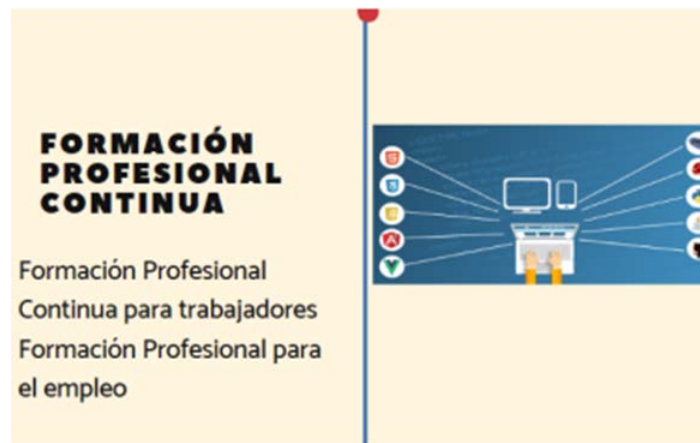 FORMACIÓN
PROFESIONAL
CONTINUA
Formación Profesional
Continua para trabajadores
Formación Profesional para
el empleo